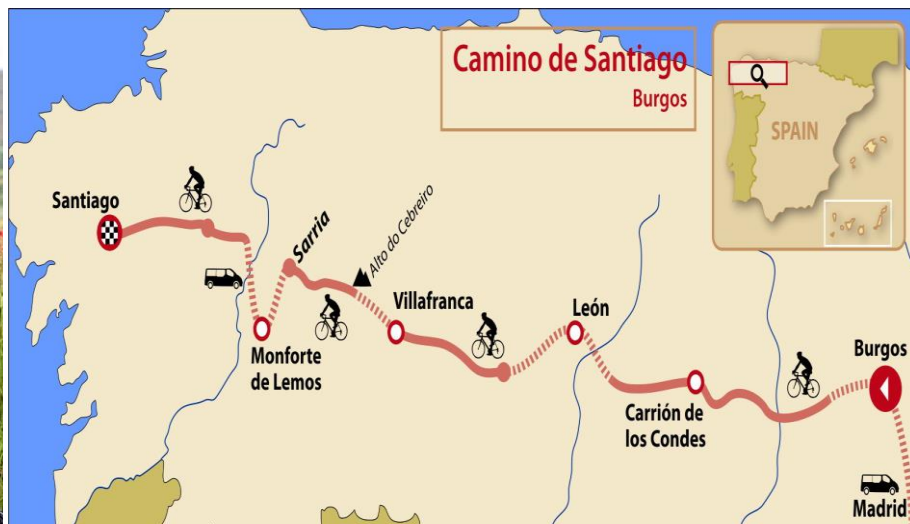 Camino de Santiago
Burgos
SPAIN
Santiago
Sarria
Alto do Cebreiro
Villafranca
León
Burgos
Monforte
de Lemos
Carrión de
los Condes
Madrid